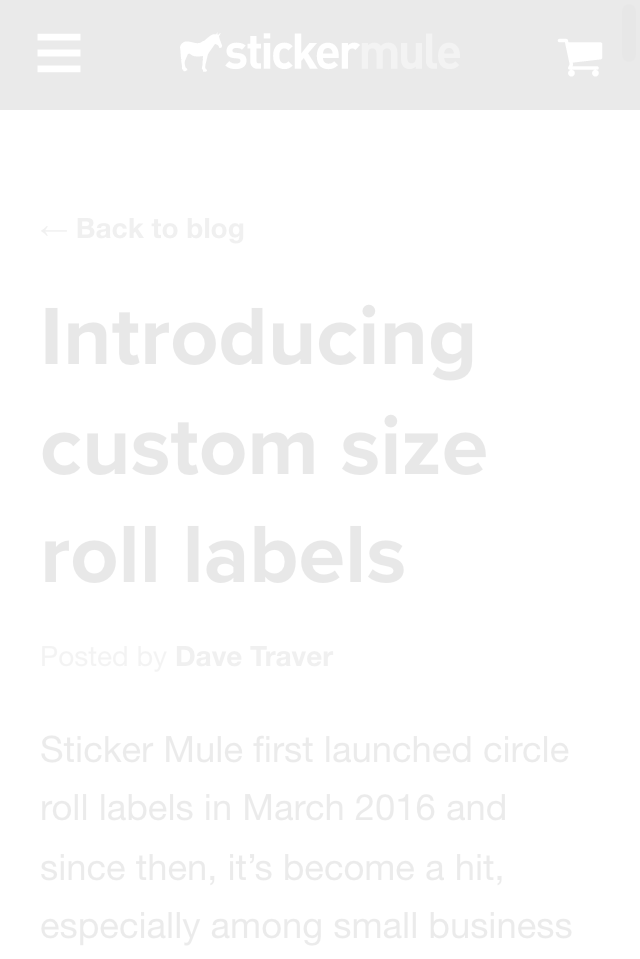 stickermule
← Back to blog
Introducing
custom size
roll labels
Posted by Dave Traver
Sticker Mule first launched circle
roll labels in March 2016 and
since then, it’s become a hit,
especially among small business